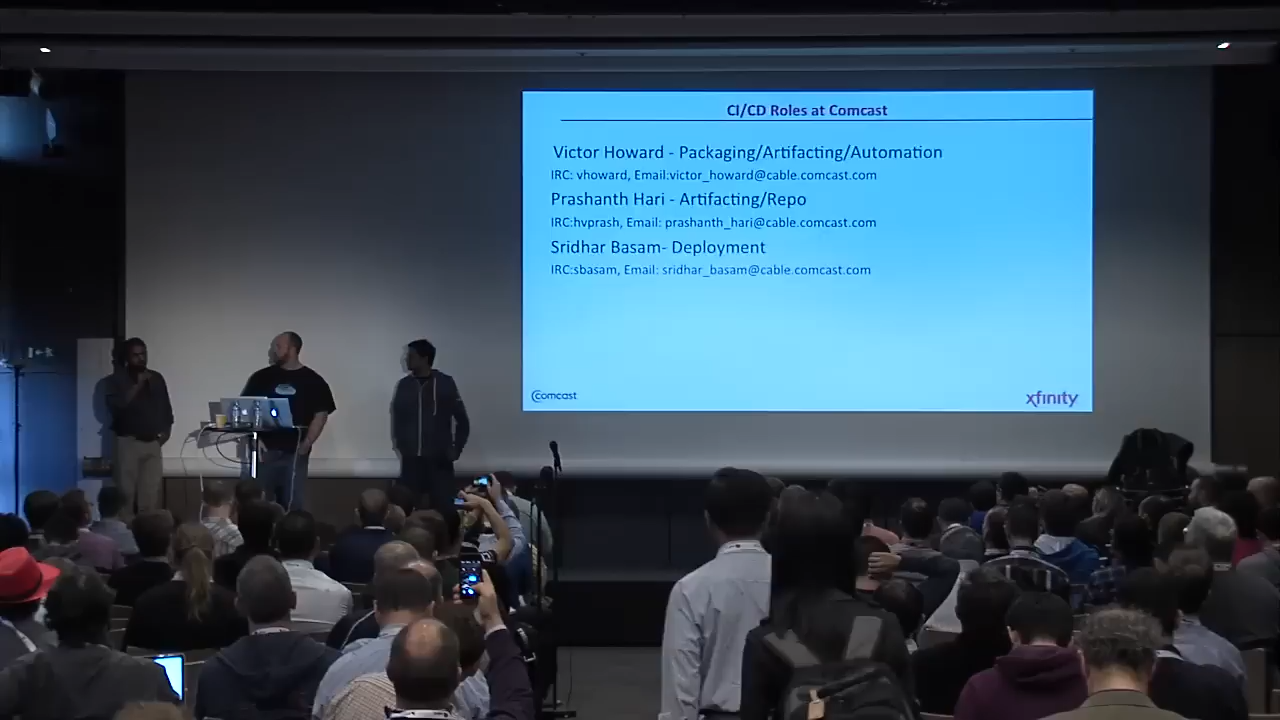 CI/CD Roles at Comcast
Victor Howard - Packaging/Artifacting/Automation
IRC: vhoward, Email:victor_howard@cable.comcast.com
Prashanth Hari - Artifacting/Repo
IRC:hvprash, Email: prashanth_hari@cable.comcast.com
Sridhar Basam- Deployment
IRC:sbasam, Email: sridhar_basam@cable.comcast.com
comcast
xfinity